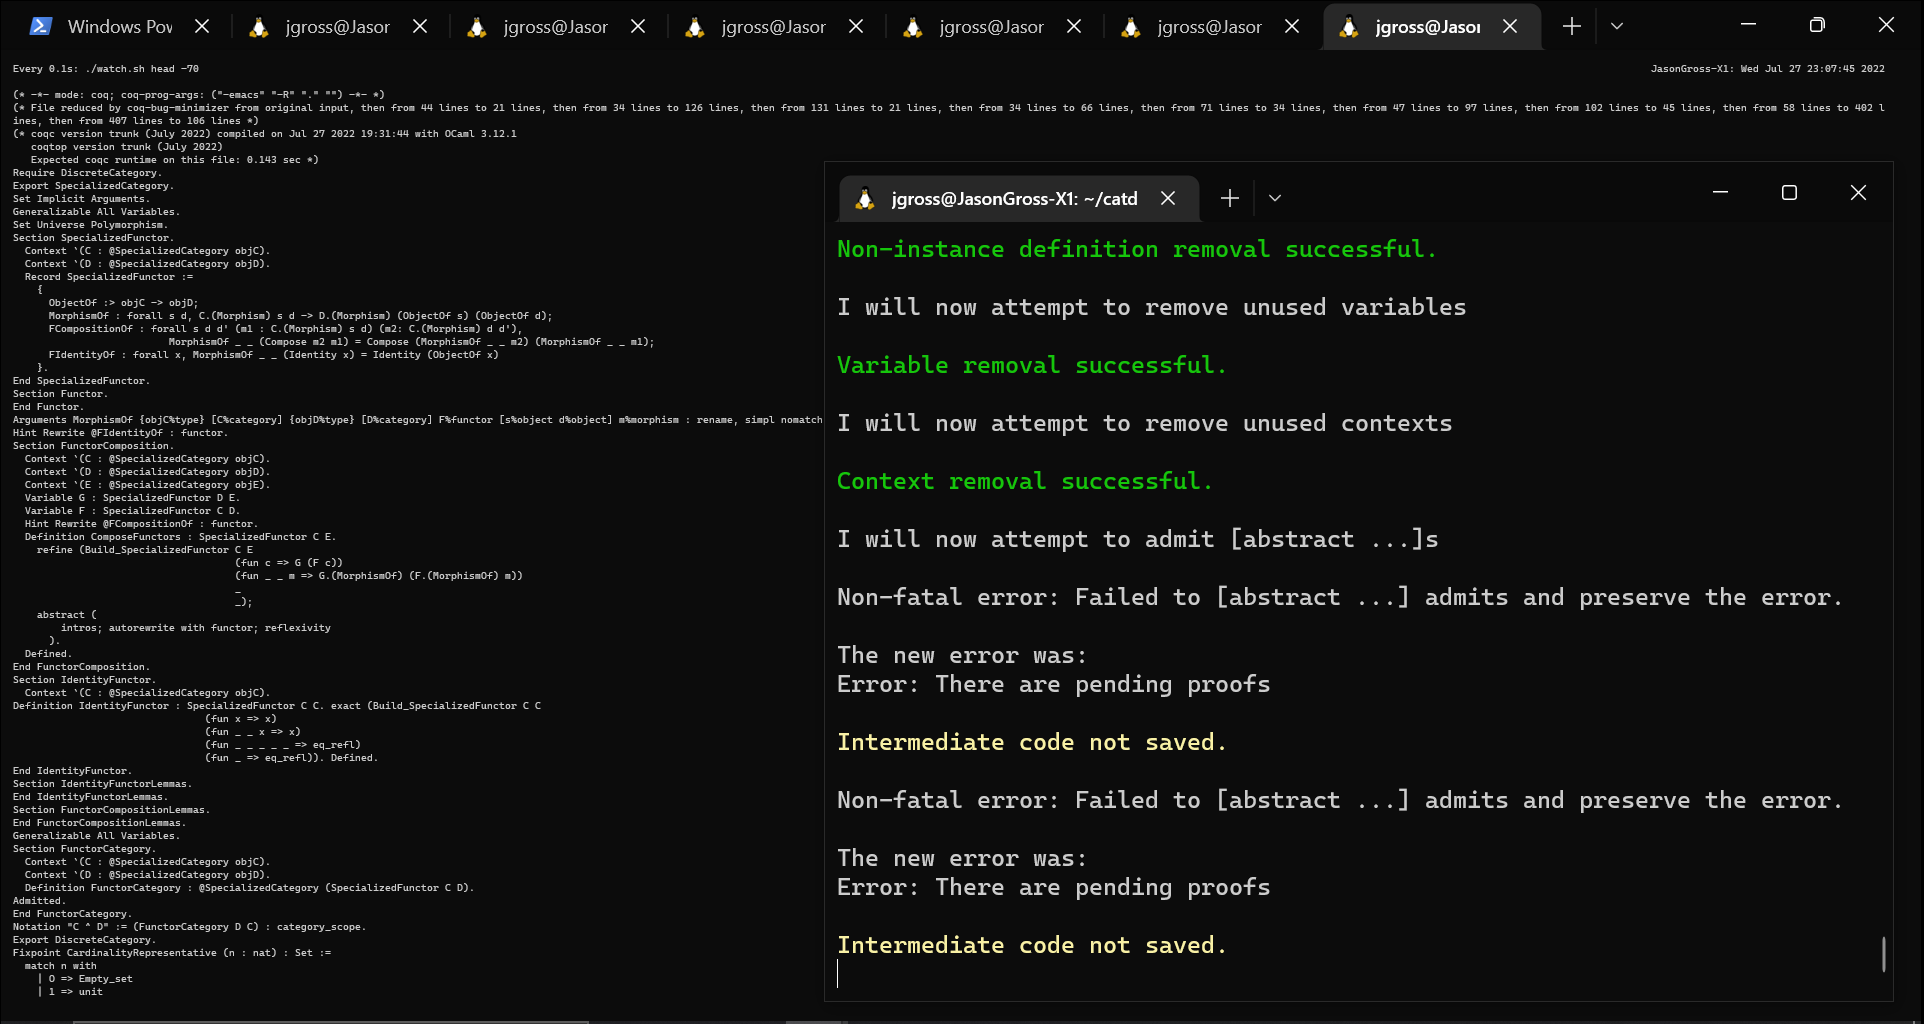 Windows Pov
jgross@Jasor
jgross@Jasor
jgross@Jasor
jgross@Jasor
jgross@Jasor
jgross@Jasor
Every 0.1s: ./watch.sh head -70
JasonGross-X1: Wed Jul 27 23:07:45 2022
(* -*- mode: coq; coq-prog-args: ("-emacs" "-R" "." "") -*- *)
(* File reduced by coq-bug-minimizer from original input, then from 44 lines to 21 lines, then from 34 lines to 126 lines, then from 131 lines to 21 lines, then from 34 lines to 66 lines, then from 71 lines to 34 lines, then from 47 lines to 97 lines, then from 102 lines to 45 lines, then from 58 lines to 402 l
ines, then from 407 lines to 106 lines *)
(* coqc version trunk (July 2022) compiled on Jul 27 2022 19:31:44 with OCaml 3.12.1
   coqtop version trunk (July 2022)
   Expected coqc runtime on this file: 0.143 sec *)
Require DiscreteCategory.
Export SpecializedCategory.
Set Implicit Arguments.
Generalizable All Variables.
Set Universe Polymorphism.
Section SpecializedFunctor.
  Context `(C : @SpecializedCategory objC).
  Context `(D : @SpecializedCategory objD).
  Record SpecializedFunctor :=
    {
      ObjectOf :> objC -> objD;
      MorphismOf : forall s d, C.(Morphism) s d -> D.(Morphism) (ObjectOf s) (ObjectOf d);
      FCompositionOf : forall s d d' (m1 : C.(Morphism) s d) (m2: C.(Morphism) d d'),
                          MorphismOf _ _ (Compose m2 m1) = Compose (MorphismOf _ _ m2) (MorphismOf _ _ m1);
      FIdentityOf : forall x, MorphismOf _ _ (Identity x) = Identity (ObjectOf x)
    }.
End SpecializedFunctor.
Section Functor.
End Functor.
Arguments MorphismOf {objC%type} [C%category] {objD%type} [D%category] F%functor [s%object d%object] m%morphism : rename, simpl nomatch
Hint Rewrite @FIdentityOf : functor.
Section FunctorComposition.
  Context `(C : @SpecializedCategory objC).
  Context `(D : @SpecializedCategory objD).
  Context `(E : @SpecializedCategory objE).
  Variable G : SpecializedFunctor D E.
  Variable F : SpecializedFunctor C D.
  Hint Rewrite @FCompositionOf : functor.
  Definition ComposeFunctors : SpecializedFunctor C E.
    refine (Build_SpecializedFunctor C E
                                     (fun c => G (F c))
                                     (fun _ _ m => G.(MorphismOf) (F.(MorphismOf) m))
                                     _
                                     _);
    abstract (
        intros; autorewrite with functor; reflexivity
      ).
  Defined.
End FunctorComposition.
Section IdentityFunctor.
  Context `(C : @SpecializedCategory objC).
Definition IdentityFunctor : SpecializedFunctor C C. exact (Build_SpecializedFunctor C C
                                (fun x => x)
                                (fun _ _ x => x)
                                (fun _ _ _ _ _ => eq_refl)
                                (fun _ => eq_refl)). Defined.
End IdentityFunctor.
Section IdentityFunctorLemmas.
End IdentityFunctorLemmas.
Section FunctorCompositionLemmas.
End FunctorCompositionLemmas.
Generalizable All Variables.
Section FunctorCategory.
  Context `(C : @SpecializedCategory objC).
  Context `(D : @SpecializedCategory objD).
  Definition FunctorCategory : @SpecializedCategory (SpecializedFunctor C D).
Admitted.
End FunctorCategory.
Notation "C ^ D" := (FunctorCategory D C) : category_scope.
Export DiscreteCategory.
Fixpoint CardinalityRepresentative (n : nat) : Set :=
  match n with
    | O => Empty_set
    | 1 => unit
jgross@JasonGross-X1: ~/catd
Non-instance definition removal successful.
I will now attempt to remove unused variables
Variable removal successful.
I will now attempt to remove unused contexts
Context removal successful.
I will now attempt to admit [abstract ...]s
Non-fatal error: Failed to [abstract ...] admits and preserve the error.
The new error was:
Error: There are pending proofs
Intermediate code not saved.
Non-fatal error: Failed to [abstract ...] admits and preserve the error.
The new error was:
Error: There are pending proofs
Intermediate code not saved.